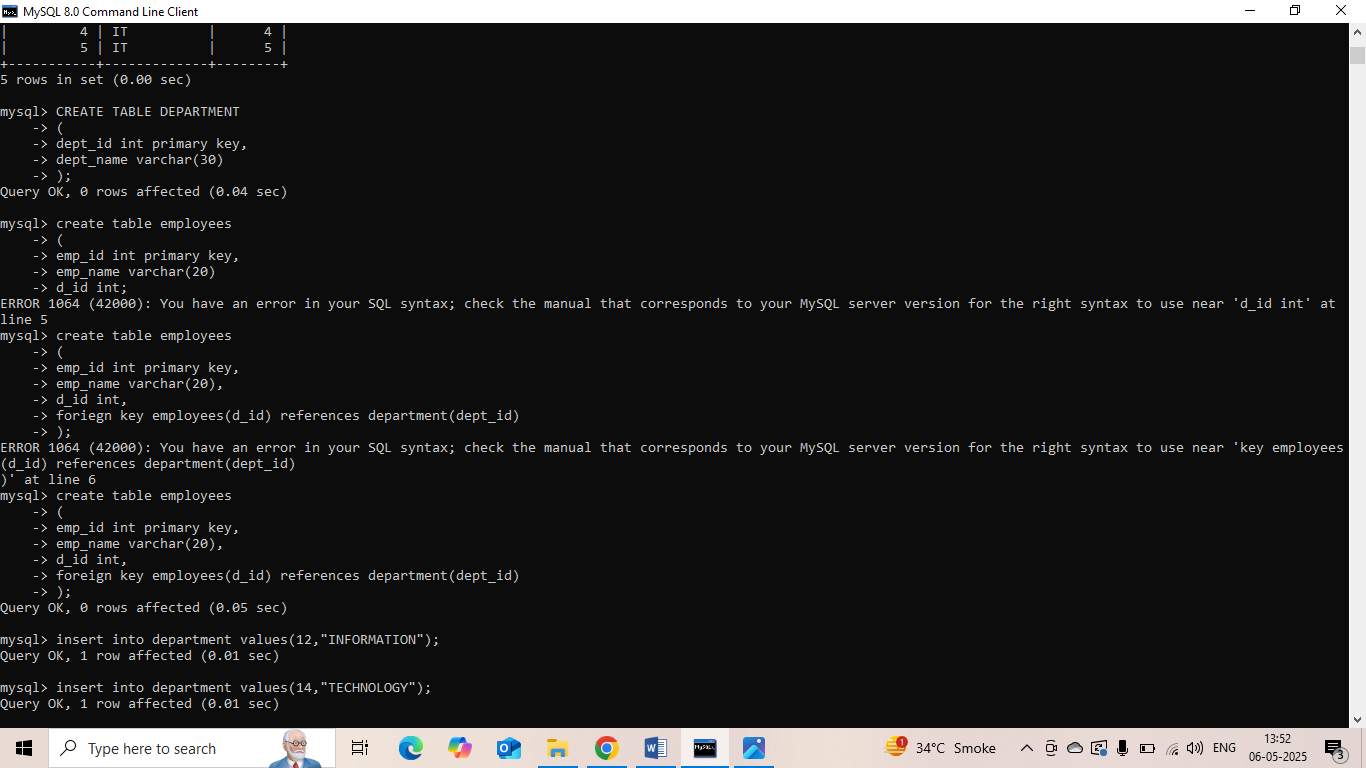 MySQL 8.0 Command Line Client
|         4 | IT          |      4 |
|         5 | IT          |      5 |
+-----------+-------------+--------+
5 rows in set (0.00 sec)
mysql> CREATE TABLE DEPARTMENT
    -> (
    -> dept_id int primary key,
    -> dept_name varchar(30)
    -> );
Query OK, 0 rows affected (0.04 sec)
mysql> create table employees
    -> (
    -> emp_id int primary key,
    -> emp_name varchar(20)
    -> d_id int;
ERROR 1064 (42000): You have an error in your SQL syntax; check the manual that corresponds to your MySQL server version for the right syntax to use near 'd_id int' at
line 5
mysql> create table employees
    -> (
    -> emp_id int primary key,
    -> emp_name varchar(20),
    -> d_id int,
    -> foriegn key employees(d_id) references department(dept_id)
    -> );
ERROR 1064 (42000): You have an error in your SQL syntax; check the manual that corresponds to your MySQL server version for the right syntax to use near 'key employees
(d_id) references department(dept_id)
)' at line 6
mysql> create table employees
    -> (
    -> emp_id int primary key,
    -> emp_name varchar(20),
    -> d_id int,
    -> foreign key employees(d_id) references department(dept_id)
    -> );
Query OK, 0 rows affected (0.05 sec)
mysql> insert into department values(12,"INFORMATION");
Query OK, 1 row affected (0.01 sec)
mysql> insert into department values(14,"TECHNOLOGY");
Query OK, 1 row affected (0.01 sec)
Type here to search
1
34°C Smoke
ENG
13:52
06-05-2025
3